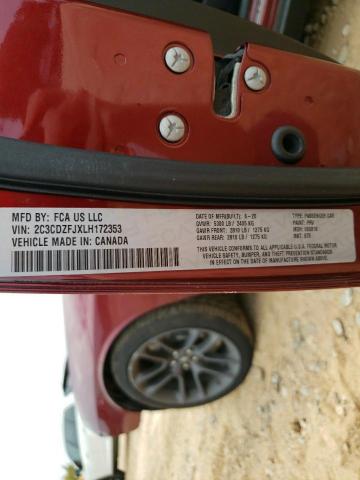 MFD BY: FCA US LLC
VIN: 2C3CDZFJXLH172353
VEHICLE MADE IN: CANADA
DATE OF MFR(BUILT): 6-20
GVWR: 5300 LB / 2405 KG
GAWR FRONT: 2810 LB / 1275 KG
GAWR REAR: 2810 LB / 1275 KG
TYPE: PASSENGER CAR
PAINT: PRV
THIS VEHICLE CONFORMS TO ALL APPLICABLE U.S.A. FEDERAL MOTOR
VEHICLE SAFETY, BUMPER, AND THEFT PREVENTION STANDARDS
IN EFFECT ON THE DATE OF MANUFACTURE SHOWN ABOVE.